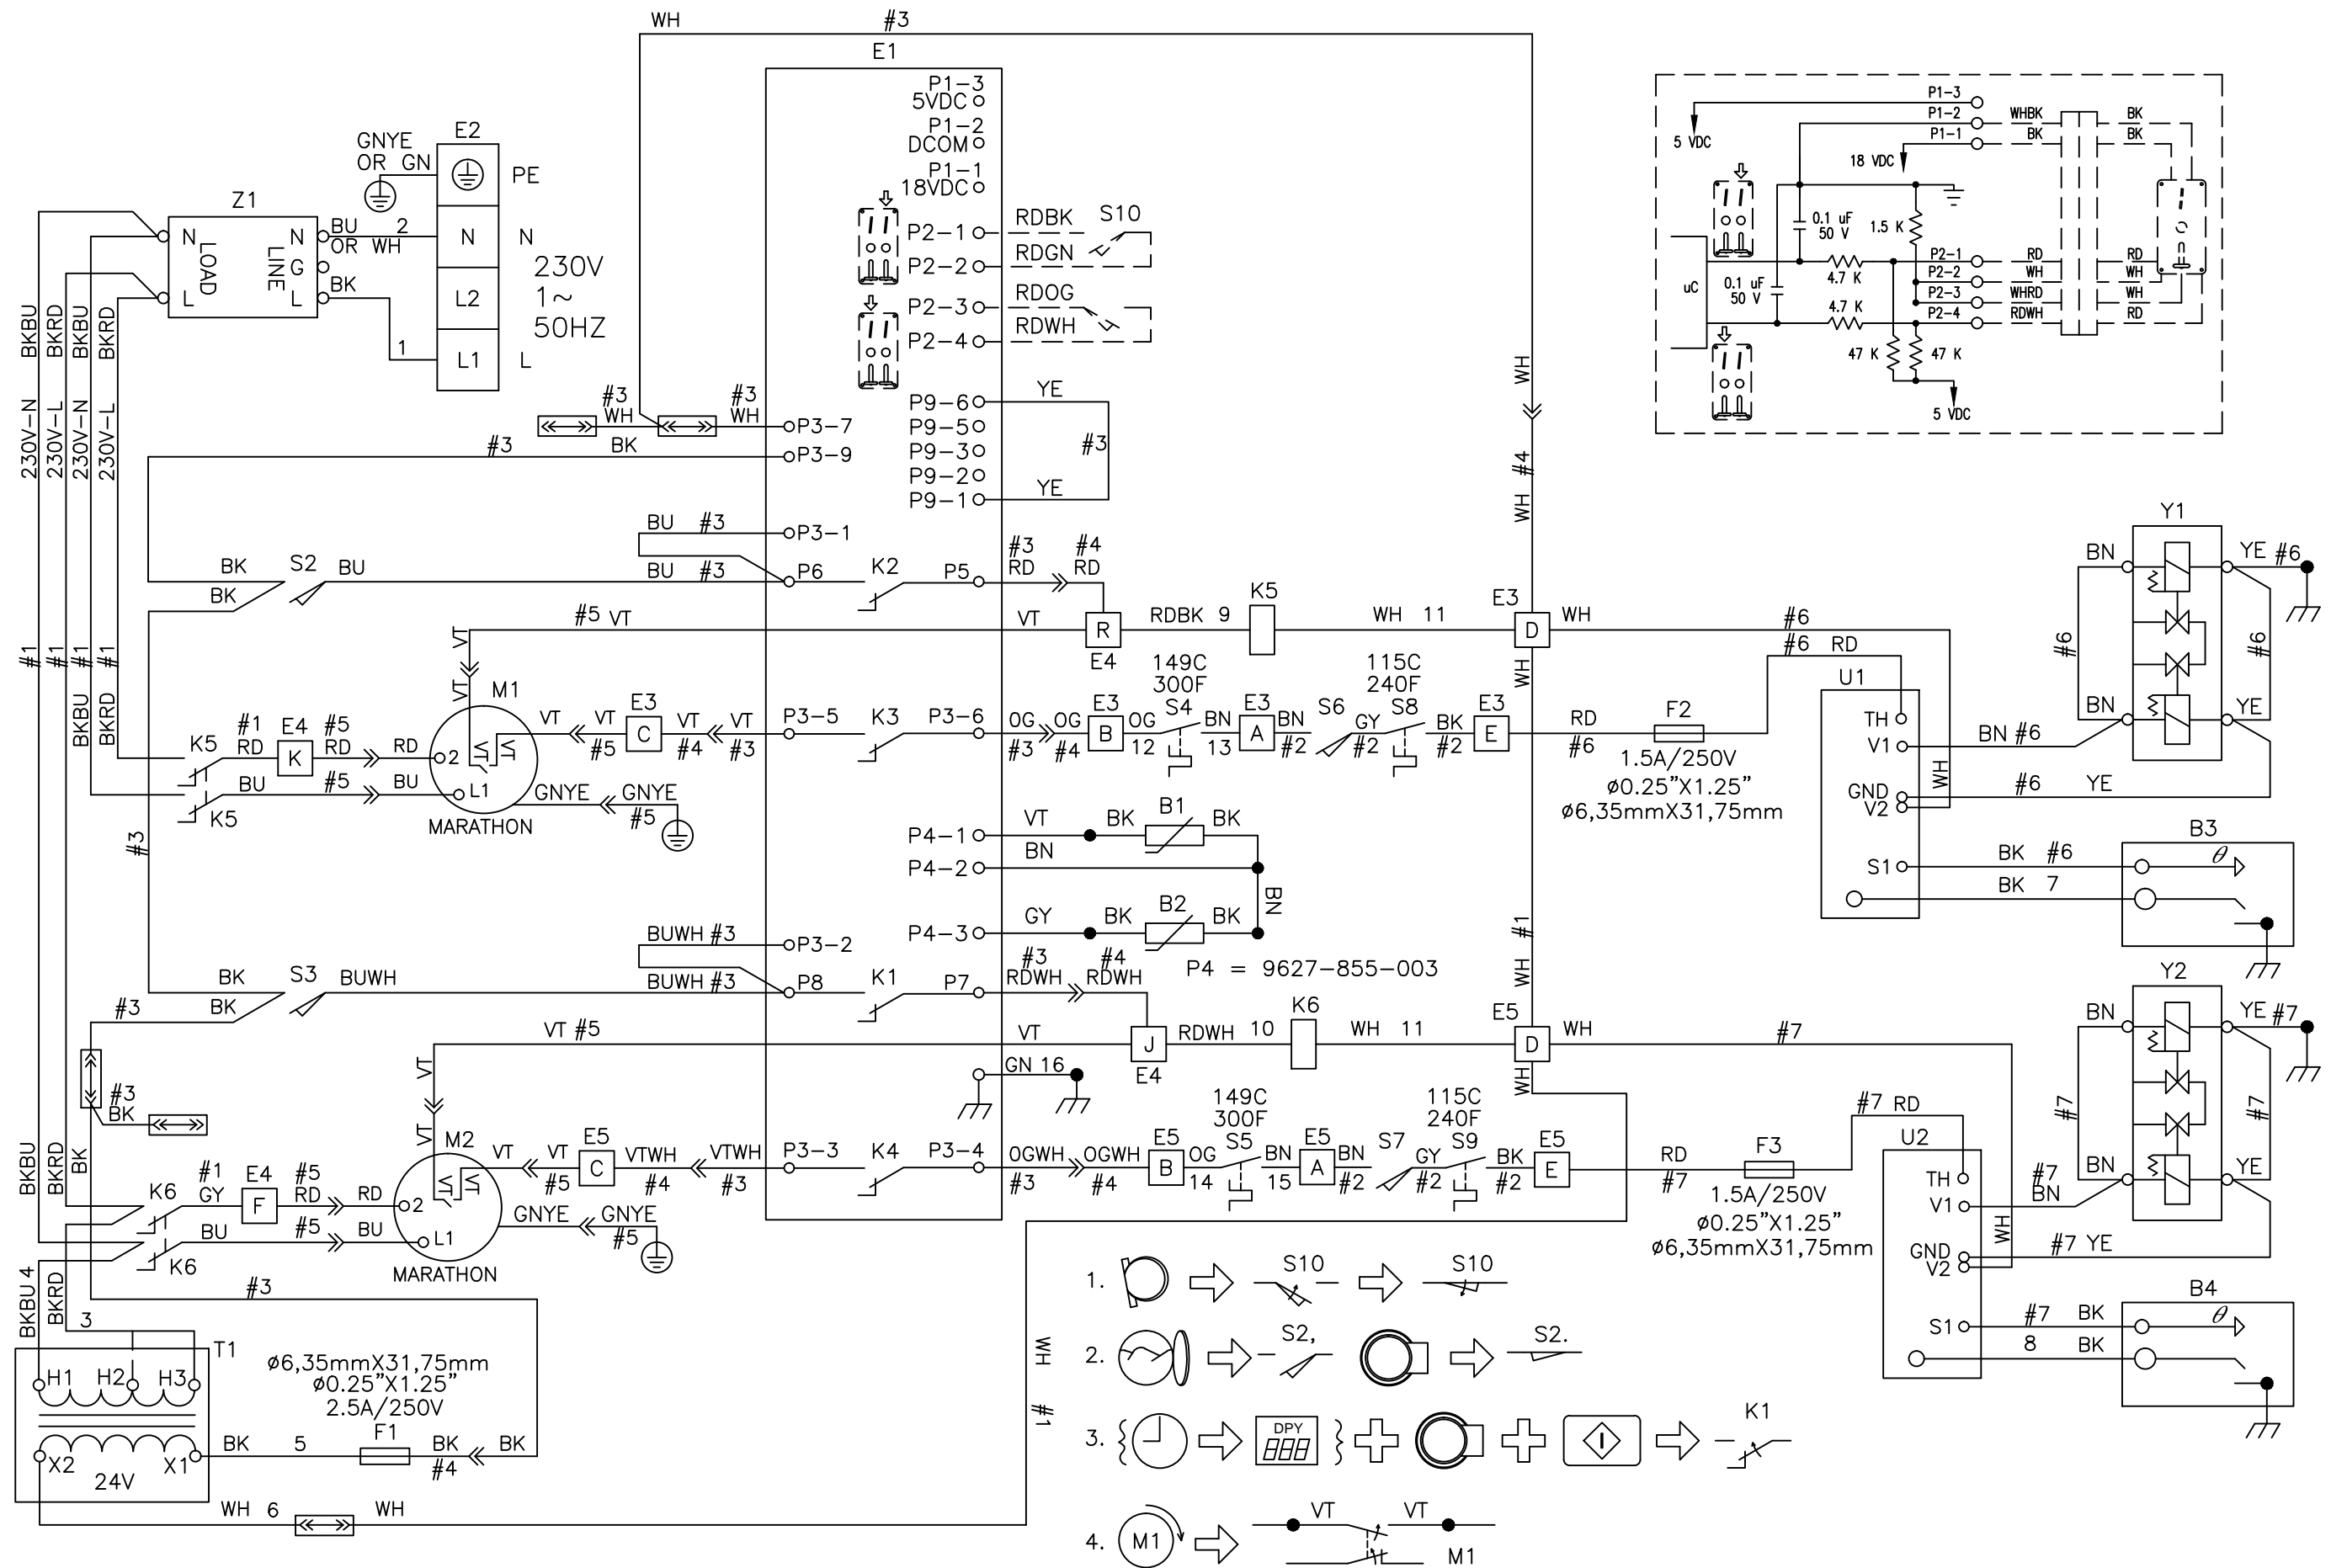 WH #3
E1
P1-3
5VDC
P1-2
DCOM
P1-1
18VDC
P2-1
P2-2
P2-3
P2-4
P9-6
P9-5
P9-3
P9-2
P9-1
RDBK S10
RDGN
RDOG
RDWH
YE
#3
YE
P1-3
P1-2 WHBK BK
P1-1 BK BK
5 VDC
18 VDC
0.1 uF
50 V
1.5 K
P2-1 RD RD
4.7 K
P2-2 WH WH
uC
0.1 uF
50 V
P2-3 WHRD WH
4.7 K
P2-4 RDWH RD
47 K 47 K
5 VDC
GNYE
OR GN
E2
PE
Z1
N LOAD
L
LINE N
G
L
BU 2
OR WH
BK
1
N N
L2
L1 L
230V
1~
50HZ
230V-N BKBU
230V-L BKRD
230V-N BKBU
230V-L BKRD
#1
#1
#1
#1
BKBU
BKRD
#3
WH
#3
WH
P3-7
#3 BK P3-9
BU #3 P3-1
BK S2 BU
BK
BU #3 P6
K2 P5
#3
RD
#4
RD
WH
#4
WH
#5 VT
VT
R
E4
RDBK 9
K5
WH 11
E3
D
WH
#6
VT
VT
M1
VT
VT
2
L1
MARATHON
K5
#1
RD
E4
K
#5
RD
RD
K5
BU
#5
BU
GNYE GNYE
#5
VT VT
#5
E3
C
VT
#4
VT
#3
P3-5 K3 P3-6
OG
#3
OG
#4
E3
B
OG
12
149C
300F
S4
BN
13
E3
A
BN
#2
S6
GY
#2
115C
240F
S8
BK
#2
E3
E
RD
#6
F2
1.5A/250V
ø0.25"X1.25"
ø6,35mmX31,75mm
WH
#6 RD
U1
TH
V1
GND
V2
S1
WH
BN #6
#6 YE
BK #6
BK 7
Y1
BN YE #6
#6 #6
BN YE
B3
θ
#3
P4-1 VT BK B1 BK
P4-2 BN
BN
P4-3 GY BK B2 BK
P4 = 9627-855-003
#1
WH
BUWH #3 P3-2
BK S3 BUWH
BK
#3
BUWH #3 P8
K1 P7
#3
RDWH
#4
RDWH
VT #5
VT
J
E4
RDWH 10
K6
WH 11
E5
D
WH
#7
GN 16
#3
BK
BK
BKBU
BKRD
VT
VT
M2
VT
VT
2
L1
MARATHON
K6
#1
GY
E4
F
#5
RD
RD
K6
BU
#5
BU
GNYE GNYE
#5
VT VT
#5
E5
C
VTWH
#4
VTWH
#3
P3-3 K4 P3-4
OGWH
#3
OGWH
#4
E5
B
OG
14
149C
300F
S5
BN
15
E5
A
BN
#2
S7
GY
#2
115C
240F
S9
BK
#2
E5
E
WH
RD
#7
F3
1.5A/250V
ø0.25"X1.25"
ø6,35mmX31,75mm
#7 RD
U2
TH
V1
GND
V2
S1
WH
#7
BN
#7 YE
#7 BK
8 BK
Y2
BN YE #7
#7 #7
BN YE
B4
θ
BKBU 4
BKRD
3
#3
T1
H1 H2 H3
X2 X1
24V
ø6,35mmX31,75mm
ø0.25"X1.25"
2.5A/250V
F1
BK 5
BK
#4
BK
WH 6 WH
WH
#1
1. S10 S10
2. S2, S2.
3. DPY
888
K1
4. M1 VT VT
M1